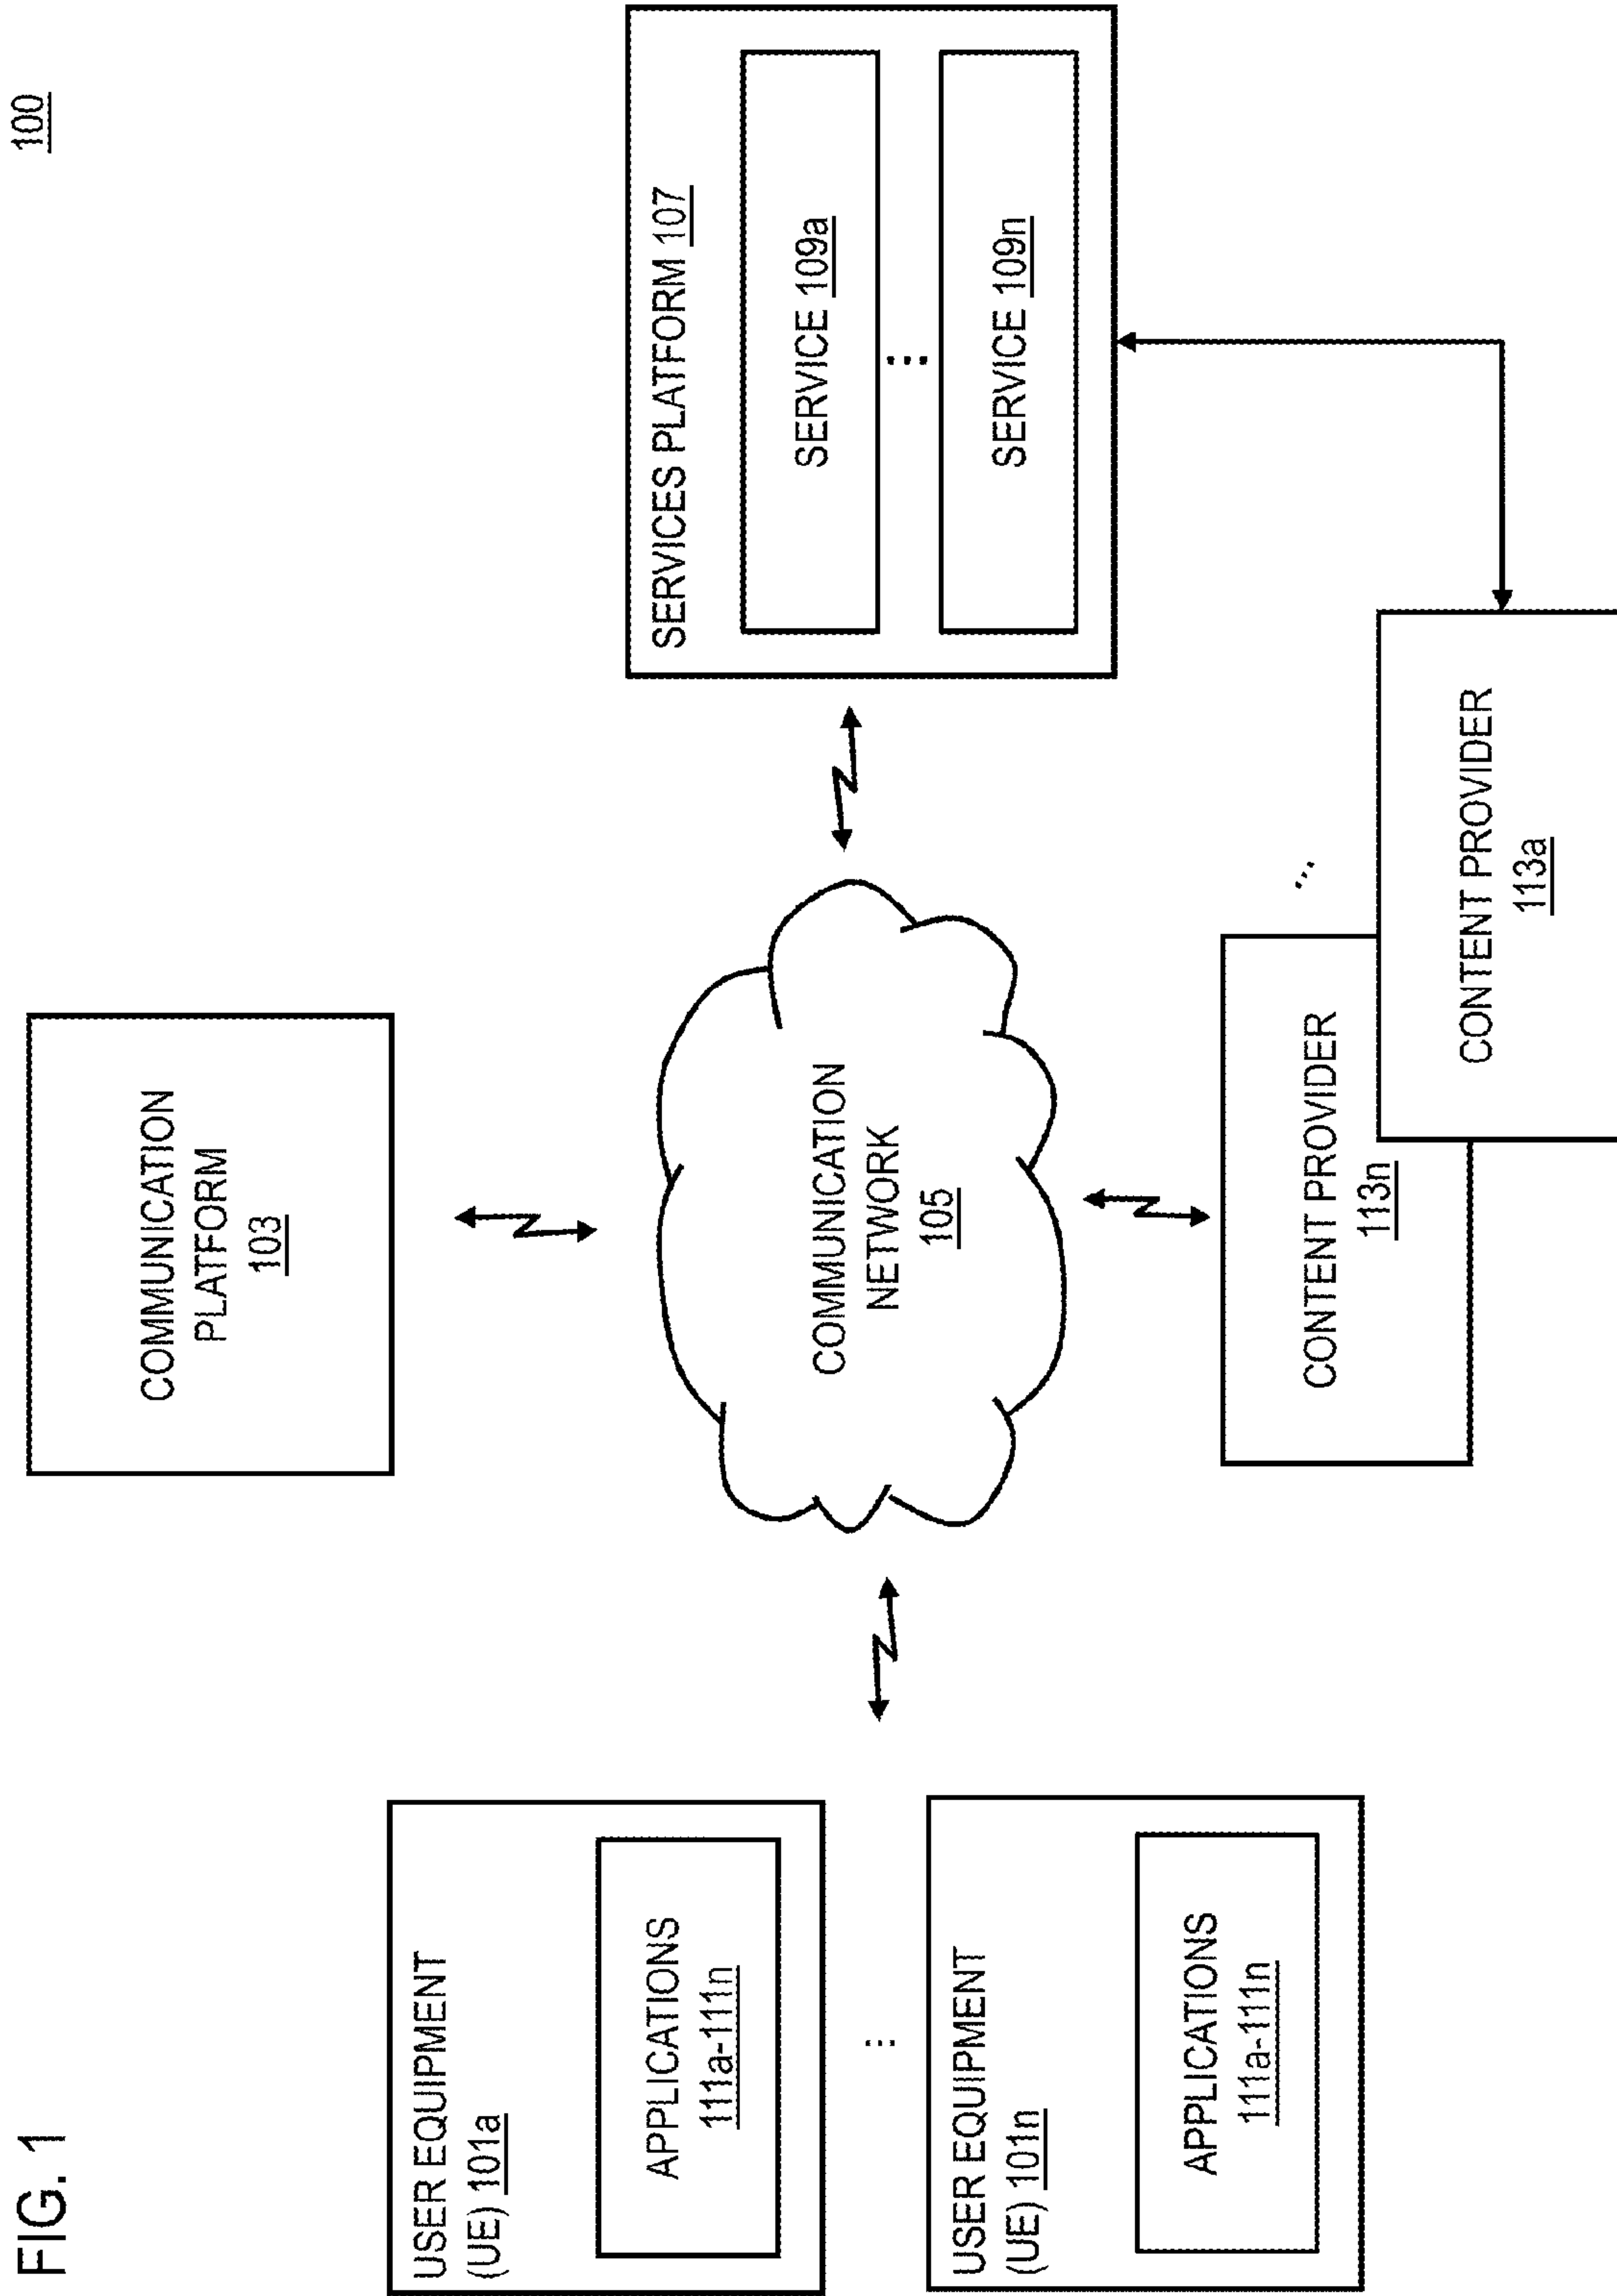 FIG. 1
100
COMMUNICATION
PLATFORM
103
USER EQUIPMENT
(UE) 101a
APPLICATIONS
111a-111n
...
USER EQUIPMENT
(UE) 101n
APPLICATIONS
111a-111n
COMMUNICATION
NETWORK
105
SERVICES PLATFORM 107
SERVICE 109a
...
SERVICE 109n
CONTENT PROVIDER
113n
...
CONTENT PROVIDER
113a